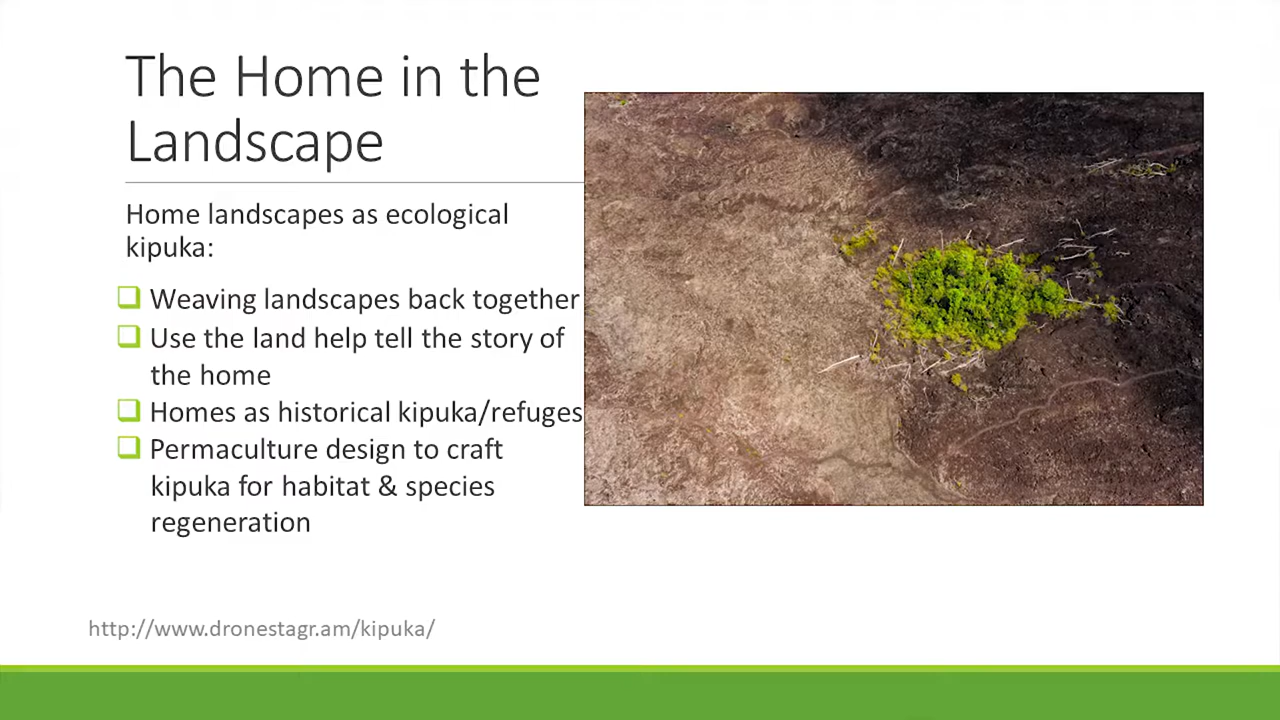 The Home in the
Landscape
Home landscapes as ecological
kipuka:
Weaving landscapes back together
Use the land help tell the story of
the home
Homes as historical kipuka/refuges
Permaculture design to craft
kipuka for habitat & species
regeneration
http://www.dronestagr.am/kipuka/